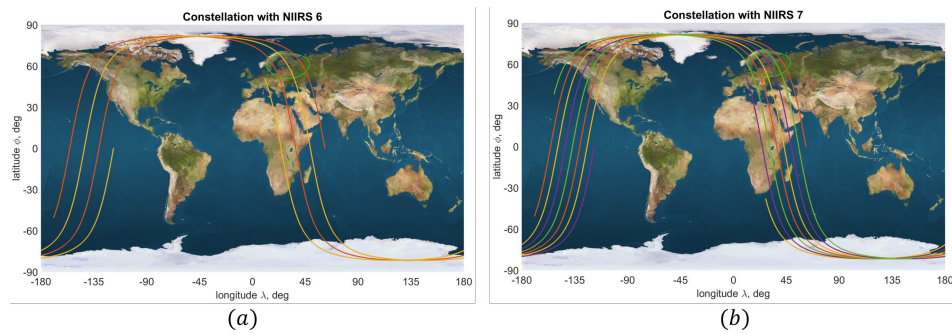 Constellation with NIIRS 6
90
60
30
0
-30
-60
-90
latitude ϕ, deg
-180 -135 -90 -45 0 45 90 135 180
longitude λ, deg
(a)
Constellation with NIIRS 7
90
60
30
0
-30
-60
-90
latitude ϕ, deg
-180 -135 -90 -45 0 45 90 135 180
longitude λ, deg
(b)